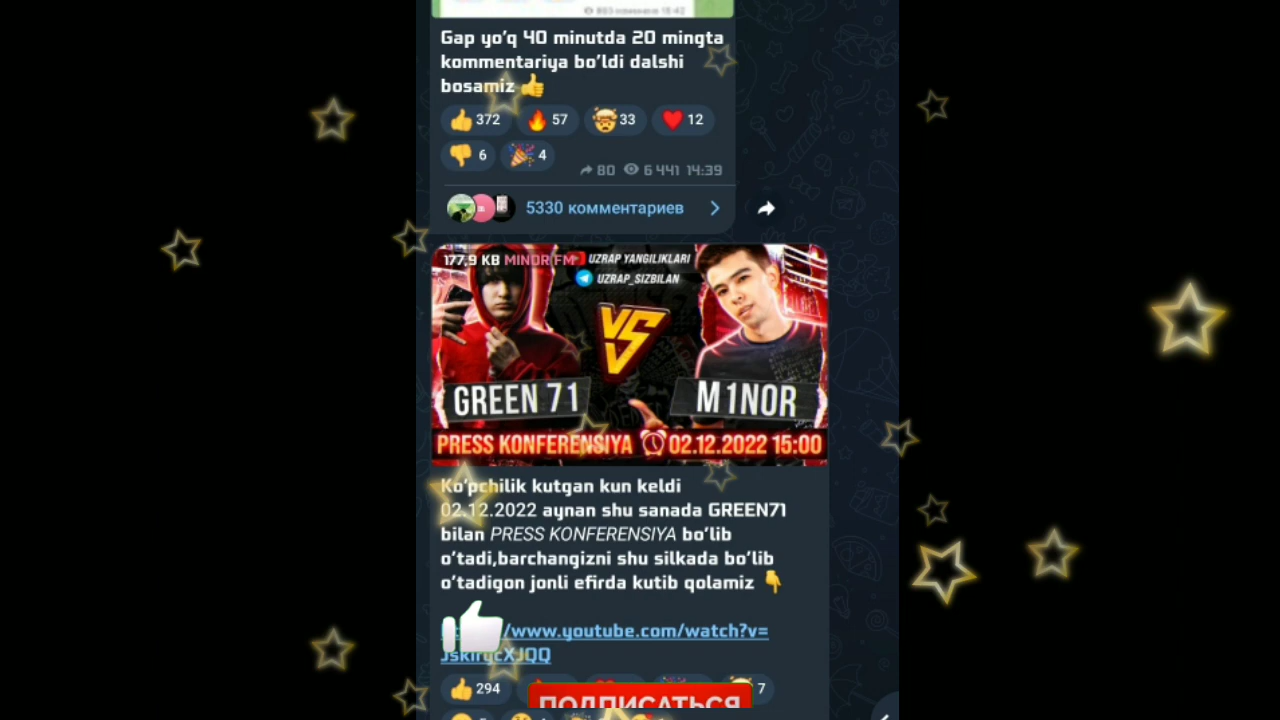 Gap yo'q 40 minutda 20 mingta
kommentariya bo'ldi dalshi
bosamiz 👍
👍 372 🔥 57 🤯 33 ❤️ 12
👎 6 🎉 4
80 6 441 14:39
5330 комментариев
177,9 KB MINOR FM UZRAP YANGILIKLARI
UZRAP_SIZBILAN
VS
GREEN 71 M1NOR
PRESS KONFERENSIYA 02.12.2022 15:00
Ko'pchilik kutgan kun keldi
02.12.2022 aynan shu sanada GREEN71
bilan PRESS KONFERENSIYA bo'lib
o'tadi,barchangizni shu silkada bo'lib
o'tadigon jonli efirda kutib qolamiz 👇
/www.youtube.com/watch?v=
👍 294 7
ПОДПИСАТЬСЯ